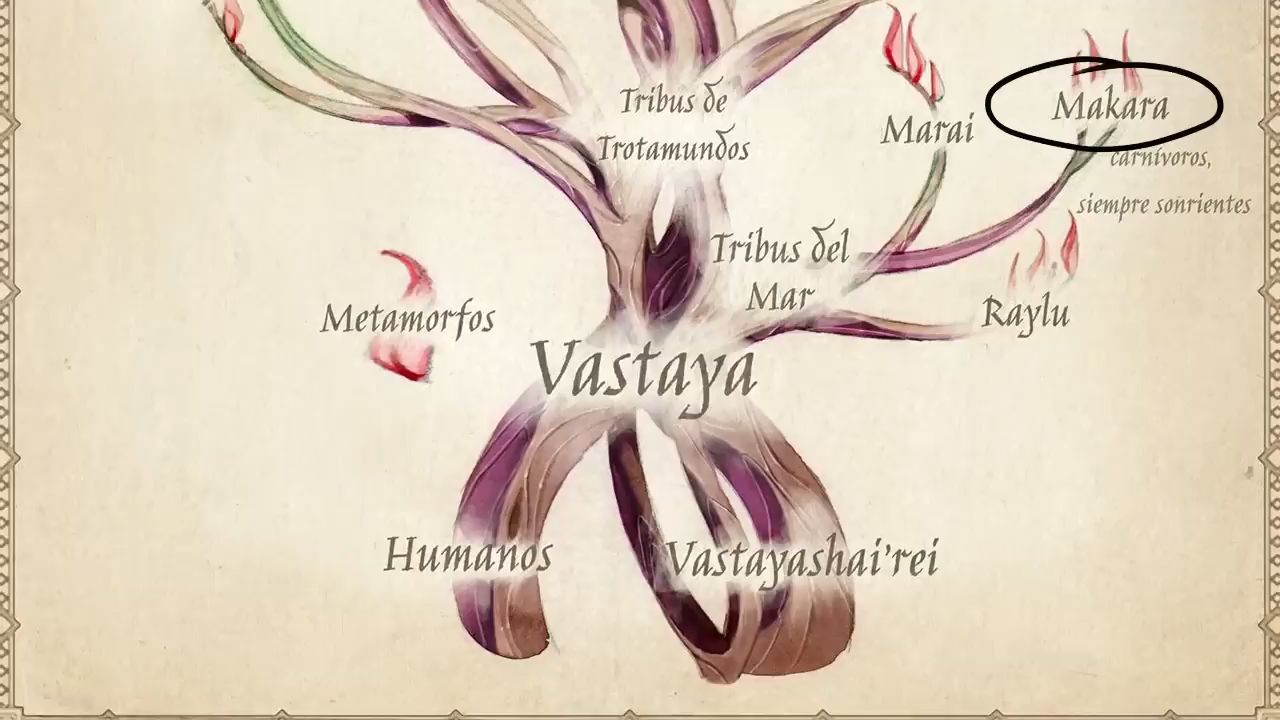 Tribus de
Trotamundos
Marai
Makara
carnívoros,
siempre sonrientes
Tribus del
Mar
Metamorfos
Raylu
Vastaya
Humanos
Vastayashai'rei